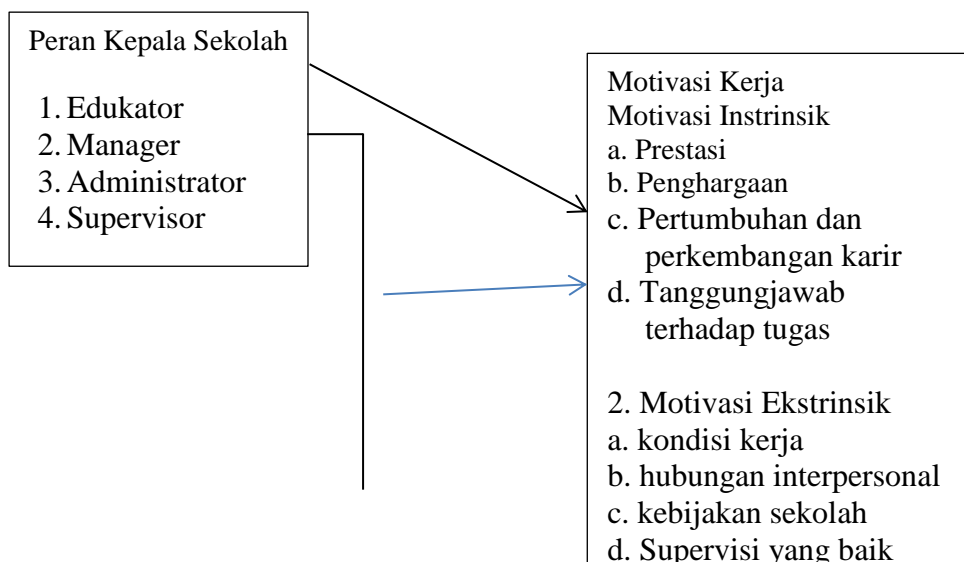 Peran Kepala Sekolah
1. Edukator
2. Manager
3. Administrator
4. Supervisor
Motivasi Kerja
Motivasi Instrinsik
a. Prestasi
b. Penghargaan
c. Pertumbuhan dan
perkembangan karir
d. Tanggungjawab
terhadap tugas
2. Motivasi Ekstrinsik
a. kondisi kerja
b. hubungan interpersonal
c. kebijakan sekolah
d. Supervisi yang baik